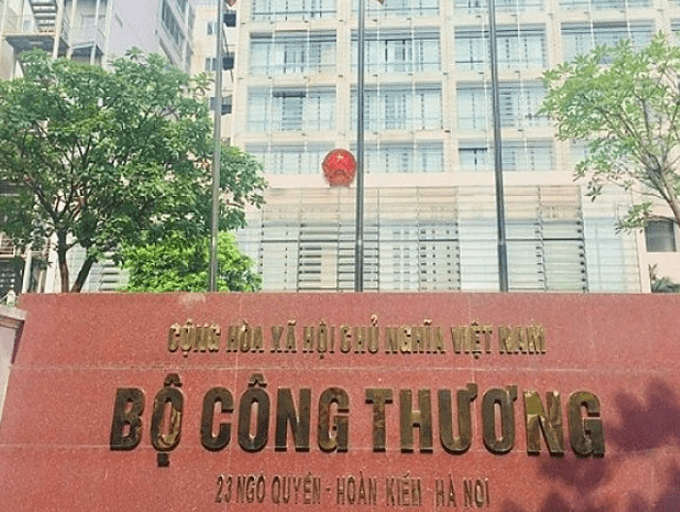 CỘNG HÒA XÃ HỘI CHỦ NGHĨA VIỆT NAM
BỘ CÔNG THƯƠNG
23 NGÔ QUYỀN - HOÀN KIẾM - HÀ NỘI